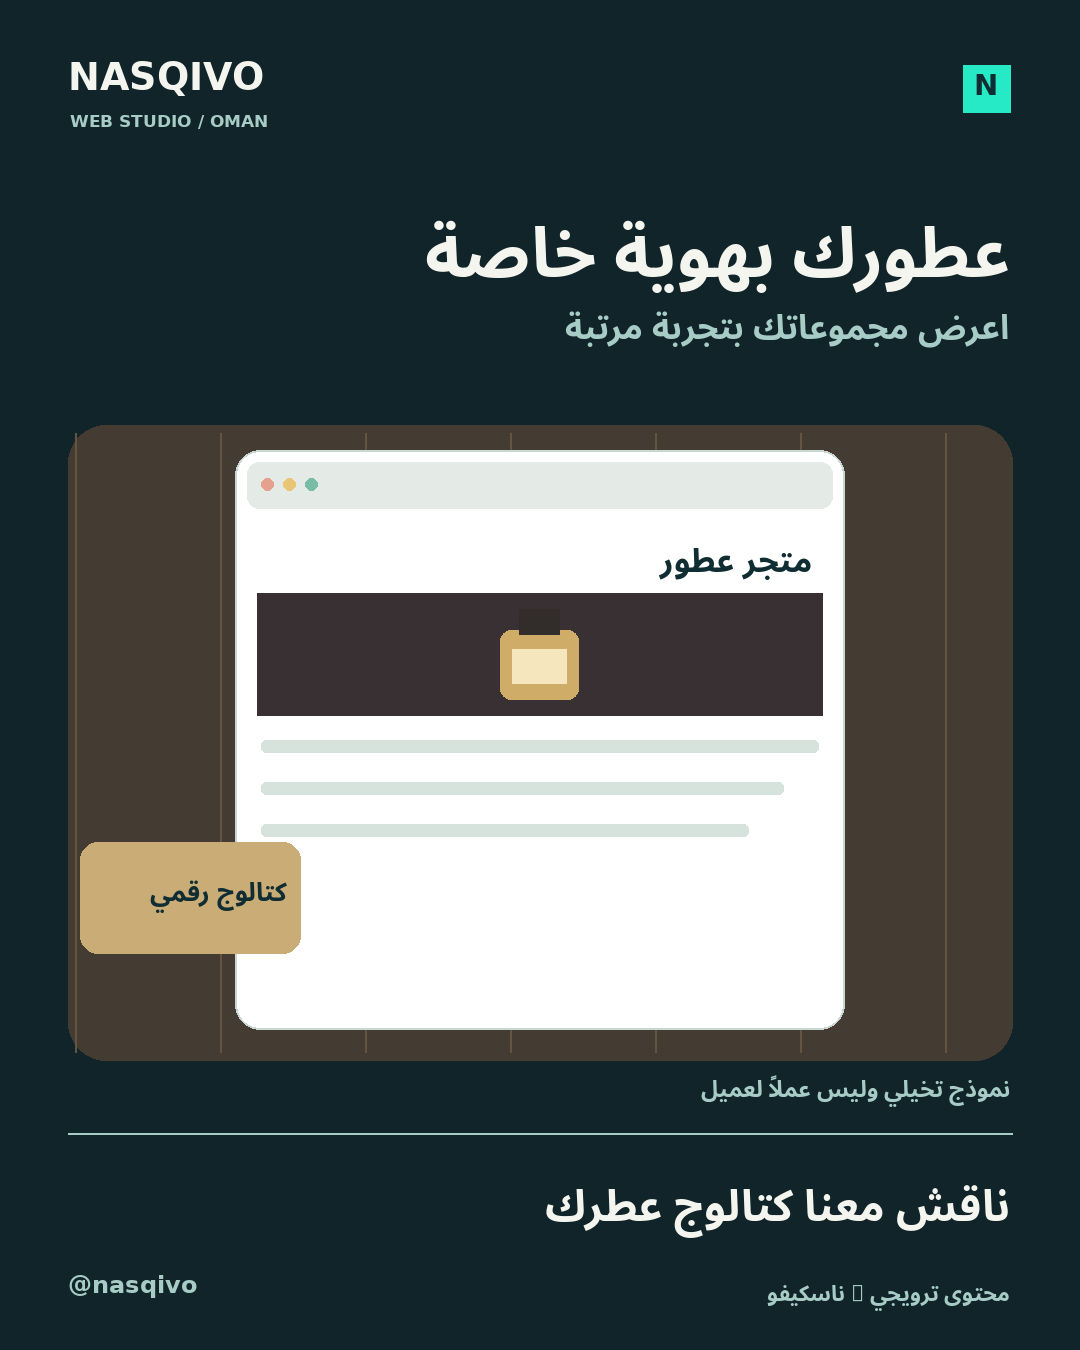 NASQIVO
WEB STUDIO / OMAN
N
عطورك بهوية خاصة
اعرض مجموعاتك بتجربة مرتبة
متجر عطور
كتالوج رقمي
نموذج تخيلي وليس عملاً لعميل
ناقش معنا كتالوج عطرك
@nasqivo
محتوى ترويجي ▯ ناسكيفو